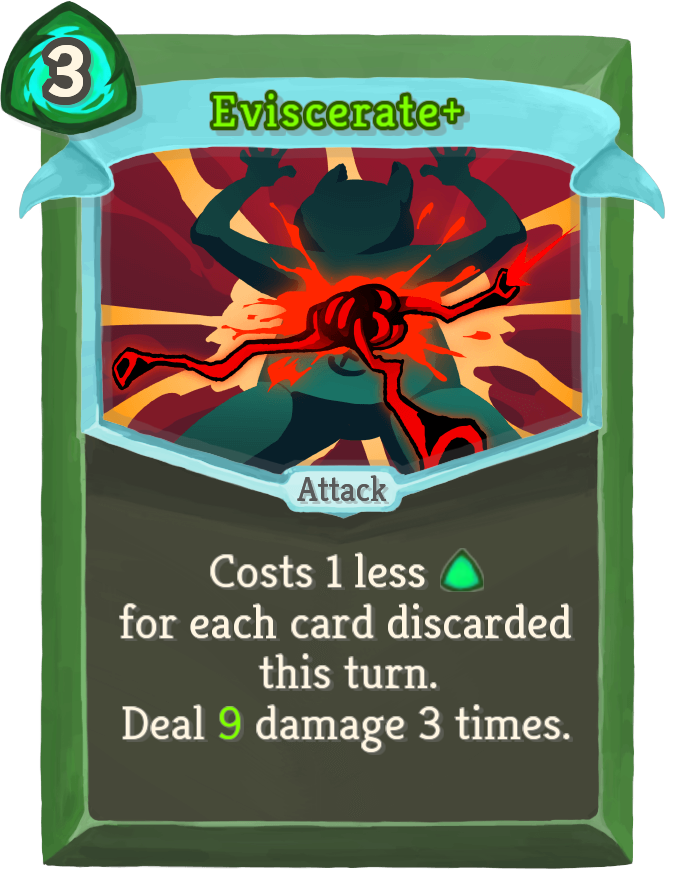 3
Eviscerate+
Attack
Costs 1 less
for each card discarded
this turn.
Deal 9 damage 3 times.